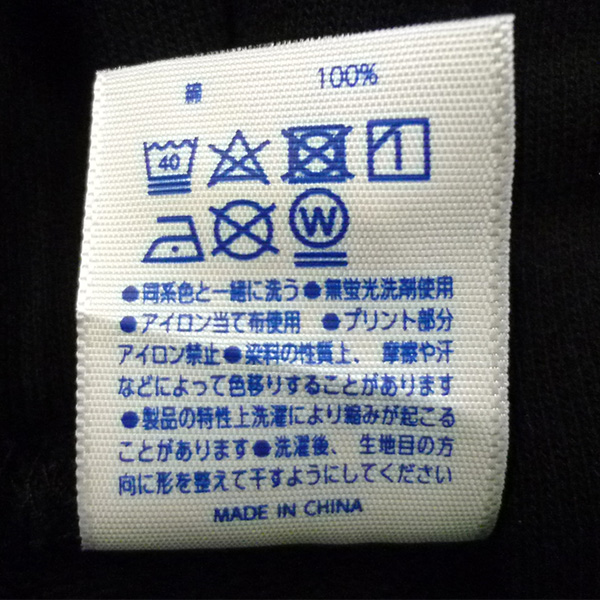 綿 100%
40
W
●同系色と一緒に洗う●無蛍光洗剤使用
●アイロン当て布使用 ●プリント部分
アイロン禁止●染料の性質上、摩擦や汗
などによって色移りすることがあります
●製品の特性上洗濯により縮みが起こる
ことがあります●洗濯後、生地目の方
向に形を整えて干すようにしてください
MADE IN CHINA